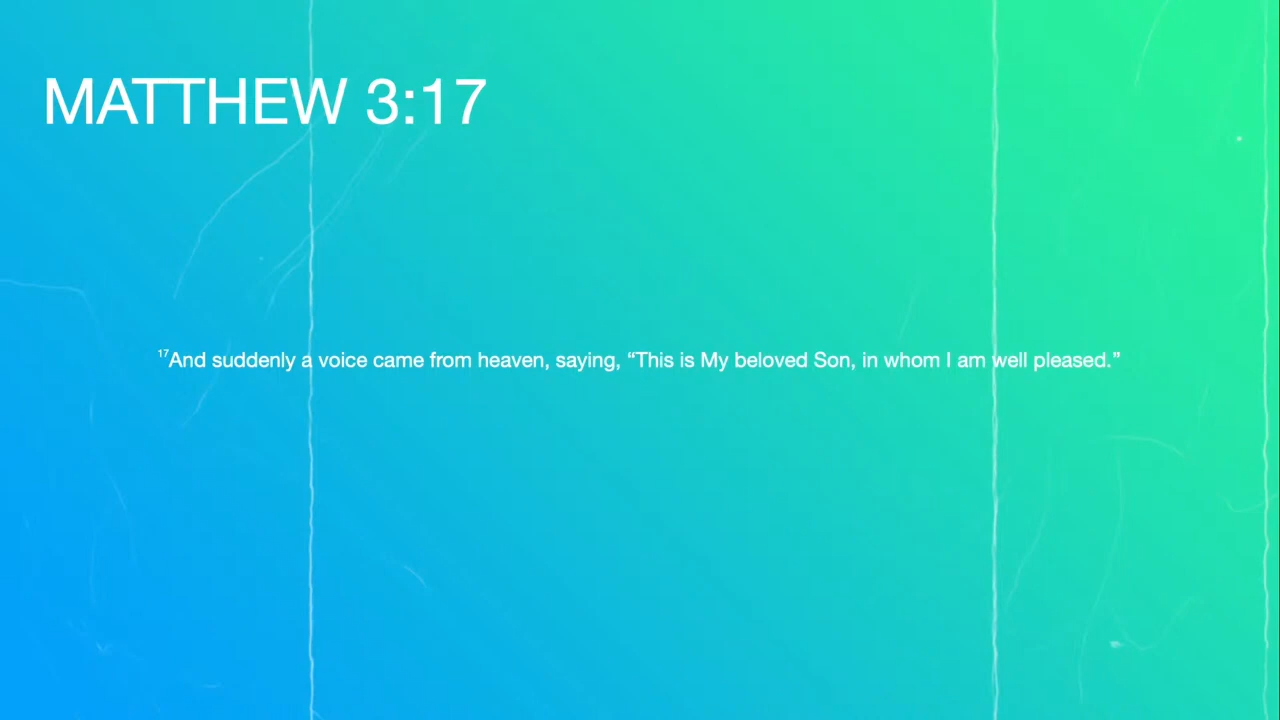 MATTHEW 3:17
¹⁷And suddenly a voice came from heaven, saying, “This is My beloved Son, in whom I am well pleased.”